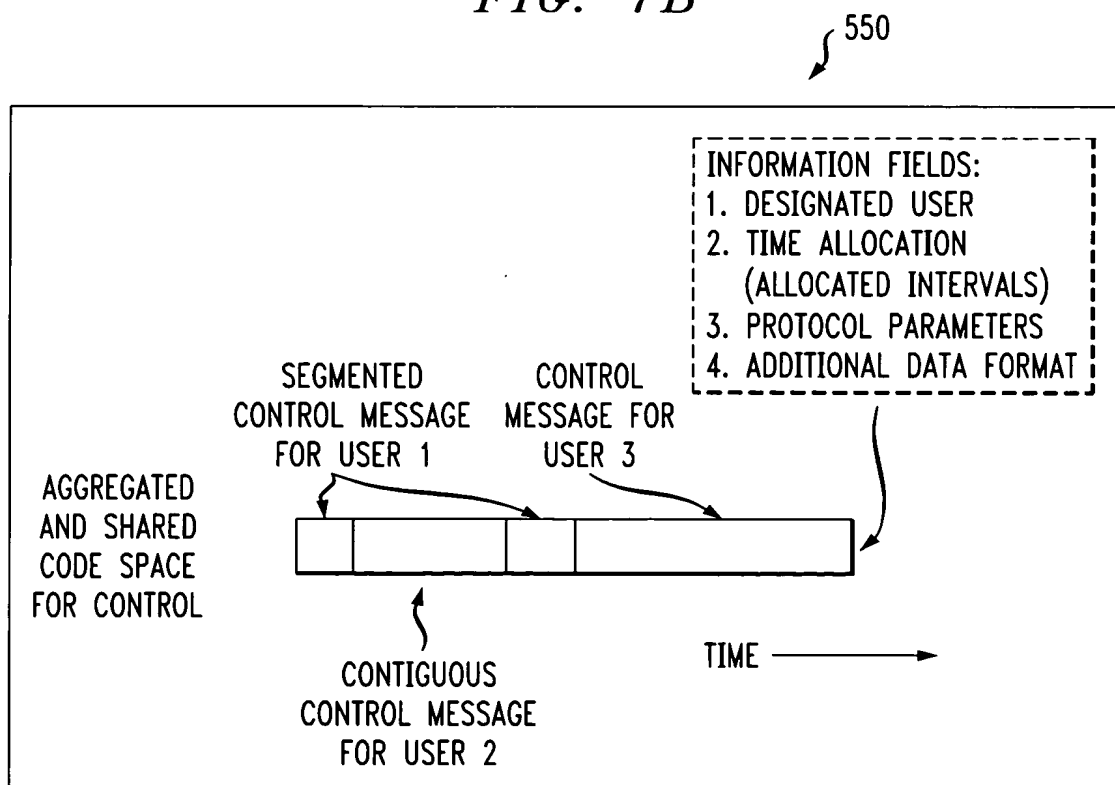 FIG. 7B
550
INFORMATION FIELDS:
1. DESIGNATED USER
2. TIME ALLOCATION
(ALLOCATED INTERVALS)
3. PROTOCOL PARAMETERS
4. ADDITIONAL DATA FORMAT
SEGMENTED
CONTROL MESSAGE
FOR USER 1
CONTROL
MESSAGE FOR
USER 3
AGGREGATED
AND SHARED
CODE SPACE
FOR CONTROL
CONTIGUOUS
CONTROL MESSAGE
FOR USER 2
TIME